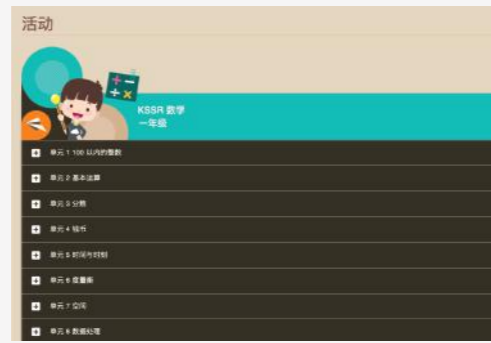 活动
KSSR 数学
一年级
单元 1 100 以内的整数
单元 2 基本运算
单元 3 分数
单元 4 钱币
单元 5 时间与时刻
单元 6 度量衡
单元 7 空间
单元 8 数据处理